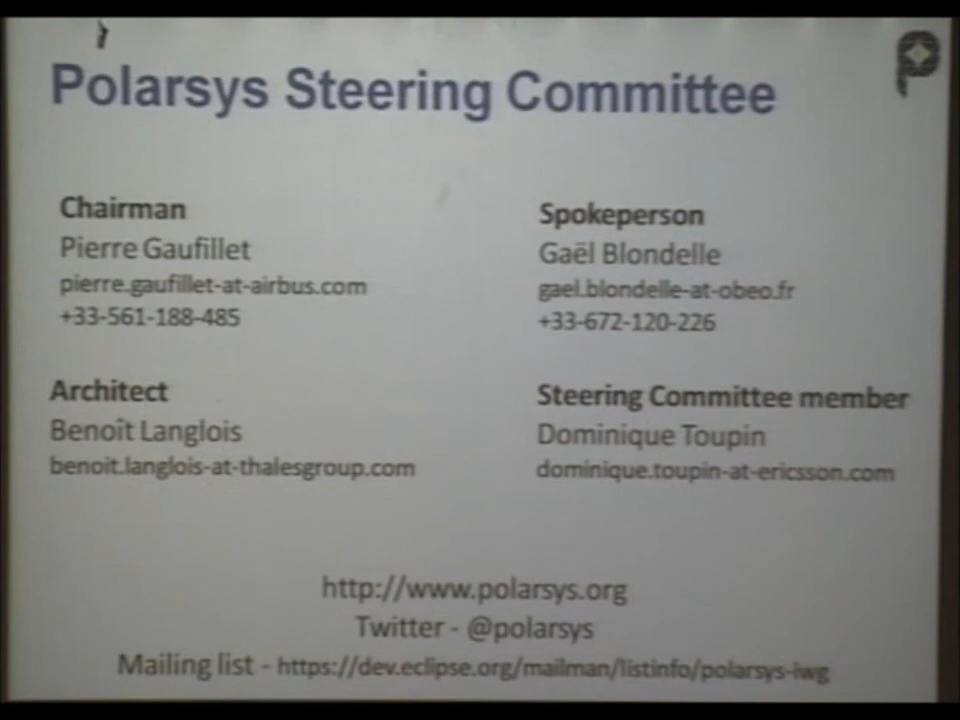 Polarsys Steering Committee
Chairman
Pierre Gaufillet
pierre.gaufillet-at-airbus.com
+33-561-188-485
Spokeperson
Gaël Blondelle
gael.blondelle-at-obeo.fr
+33-672-120-226
Architect
Benoît Langlois
benoit.langlois-at-thalesgroup.com
Steering Committee member
Dominique Toupin
dominique.toupin-at-ericsson.com
http://www.polarsys.org
Twitter - @polarsys
Mailing list - https://dev.eclipse.org/mailman/listinfo/polarsys-iwg